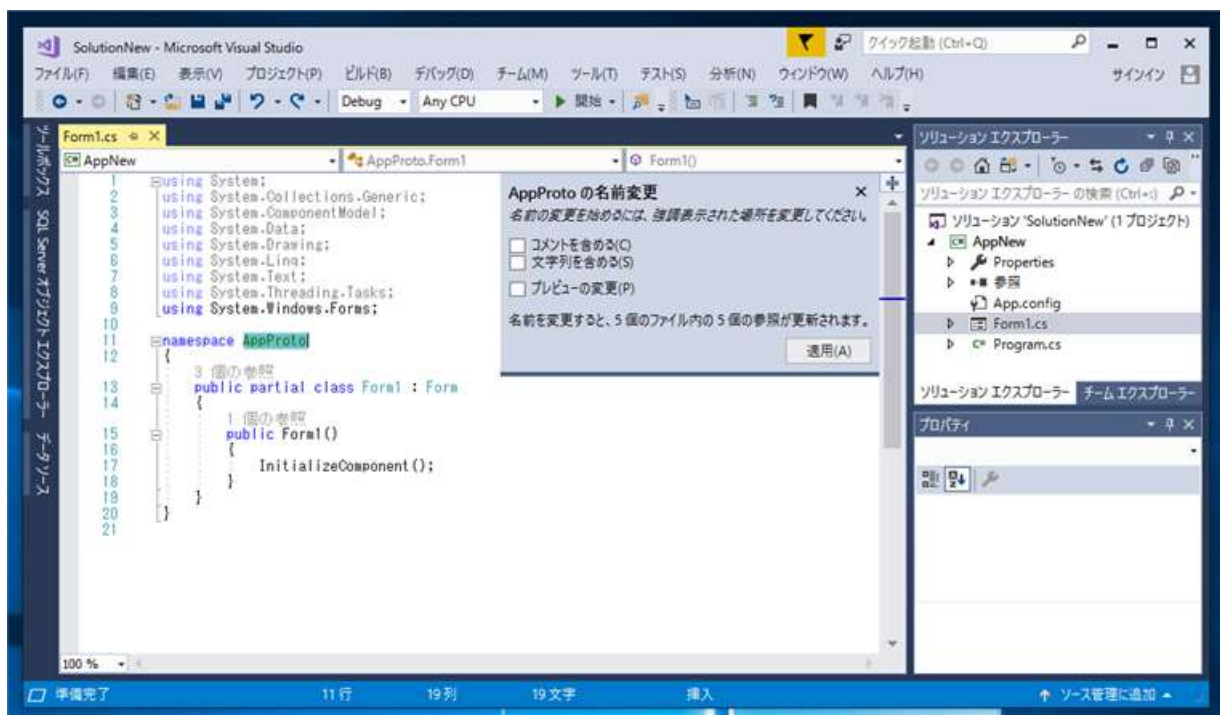 SolutionNew - Microsoft Visual Studio
クイック起動 (Ctrl+Q)
ファイル(F) 編集(E) 表示(V) プロジェクト(P) ビルド(B) デバッグ(D) チーム(M) ツール(T) テスト(S) 分析(N) ウィンドウ(W) ヘルプ(H) サインイン
Debug Any CPU 開始
ツールボックス
SQL Server オブジェクト エクスプローラー
データ ソース
Form1.cs
AppNew AppProto.Form1 Form1()
1 using System;
2 using System.Collections.Generic;
3 using System.ComponentModel;
4 using System.Data;
5 using System.Drawing;
6 using System.Linq;
7 using System.Text;
8 using System.Threading.Tasks;
9 using System.Windows.Forms;
10
11 namespace AppProto
12 {
3 個の参照
13 public partial class Form1 : Form
14 {
1 個の参照
15 public Form1()
16 {
17 InitializeComponent();
18 }
19 }
20 }
21
100 %
AppProto の名前変更
名前の変更を始めるには、強調表示された場所を変更してください。
コメントを含める(C)
文字列を含める(S)
プレビューの変更(P)
名前を変更すると、5 個のファイル内の 5 個の参照が更新されます。
適用(A)
ソリューション エクスプローラー
ソリューション エクスプローラー の検索 (Ctrl+:)
ソリューション 'SolutionNew' (1 プロジェクト)
AppNew
Properties
参照
App.config
Form1.cs
Program.cs
ソリューション エクスプローラー チーム エクスプローラー
プロパティ
準備完了 11 行 19 列 19 文字 挿入 ソース管理に追加